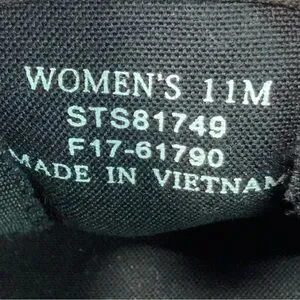 WOMEN'S 11M
STS81749
F17-61790
MADE IN VIETNAM